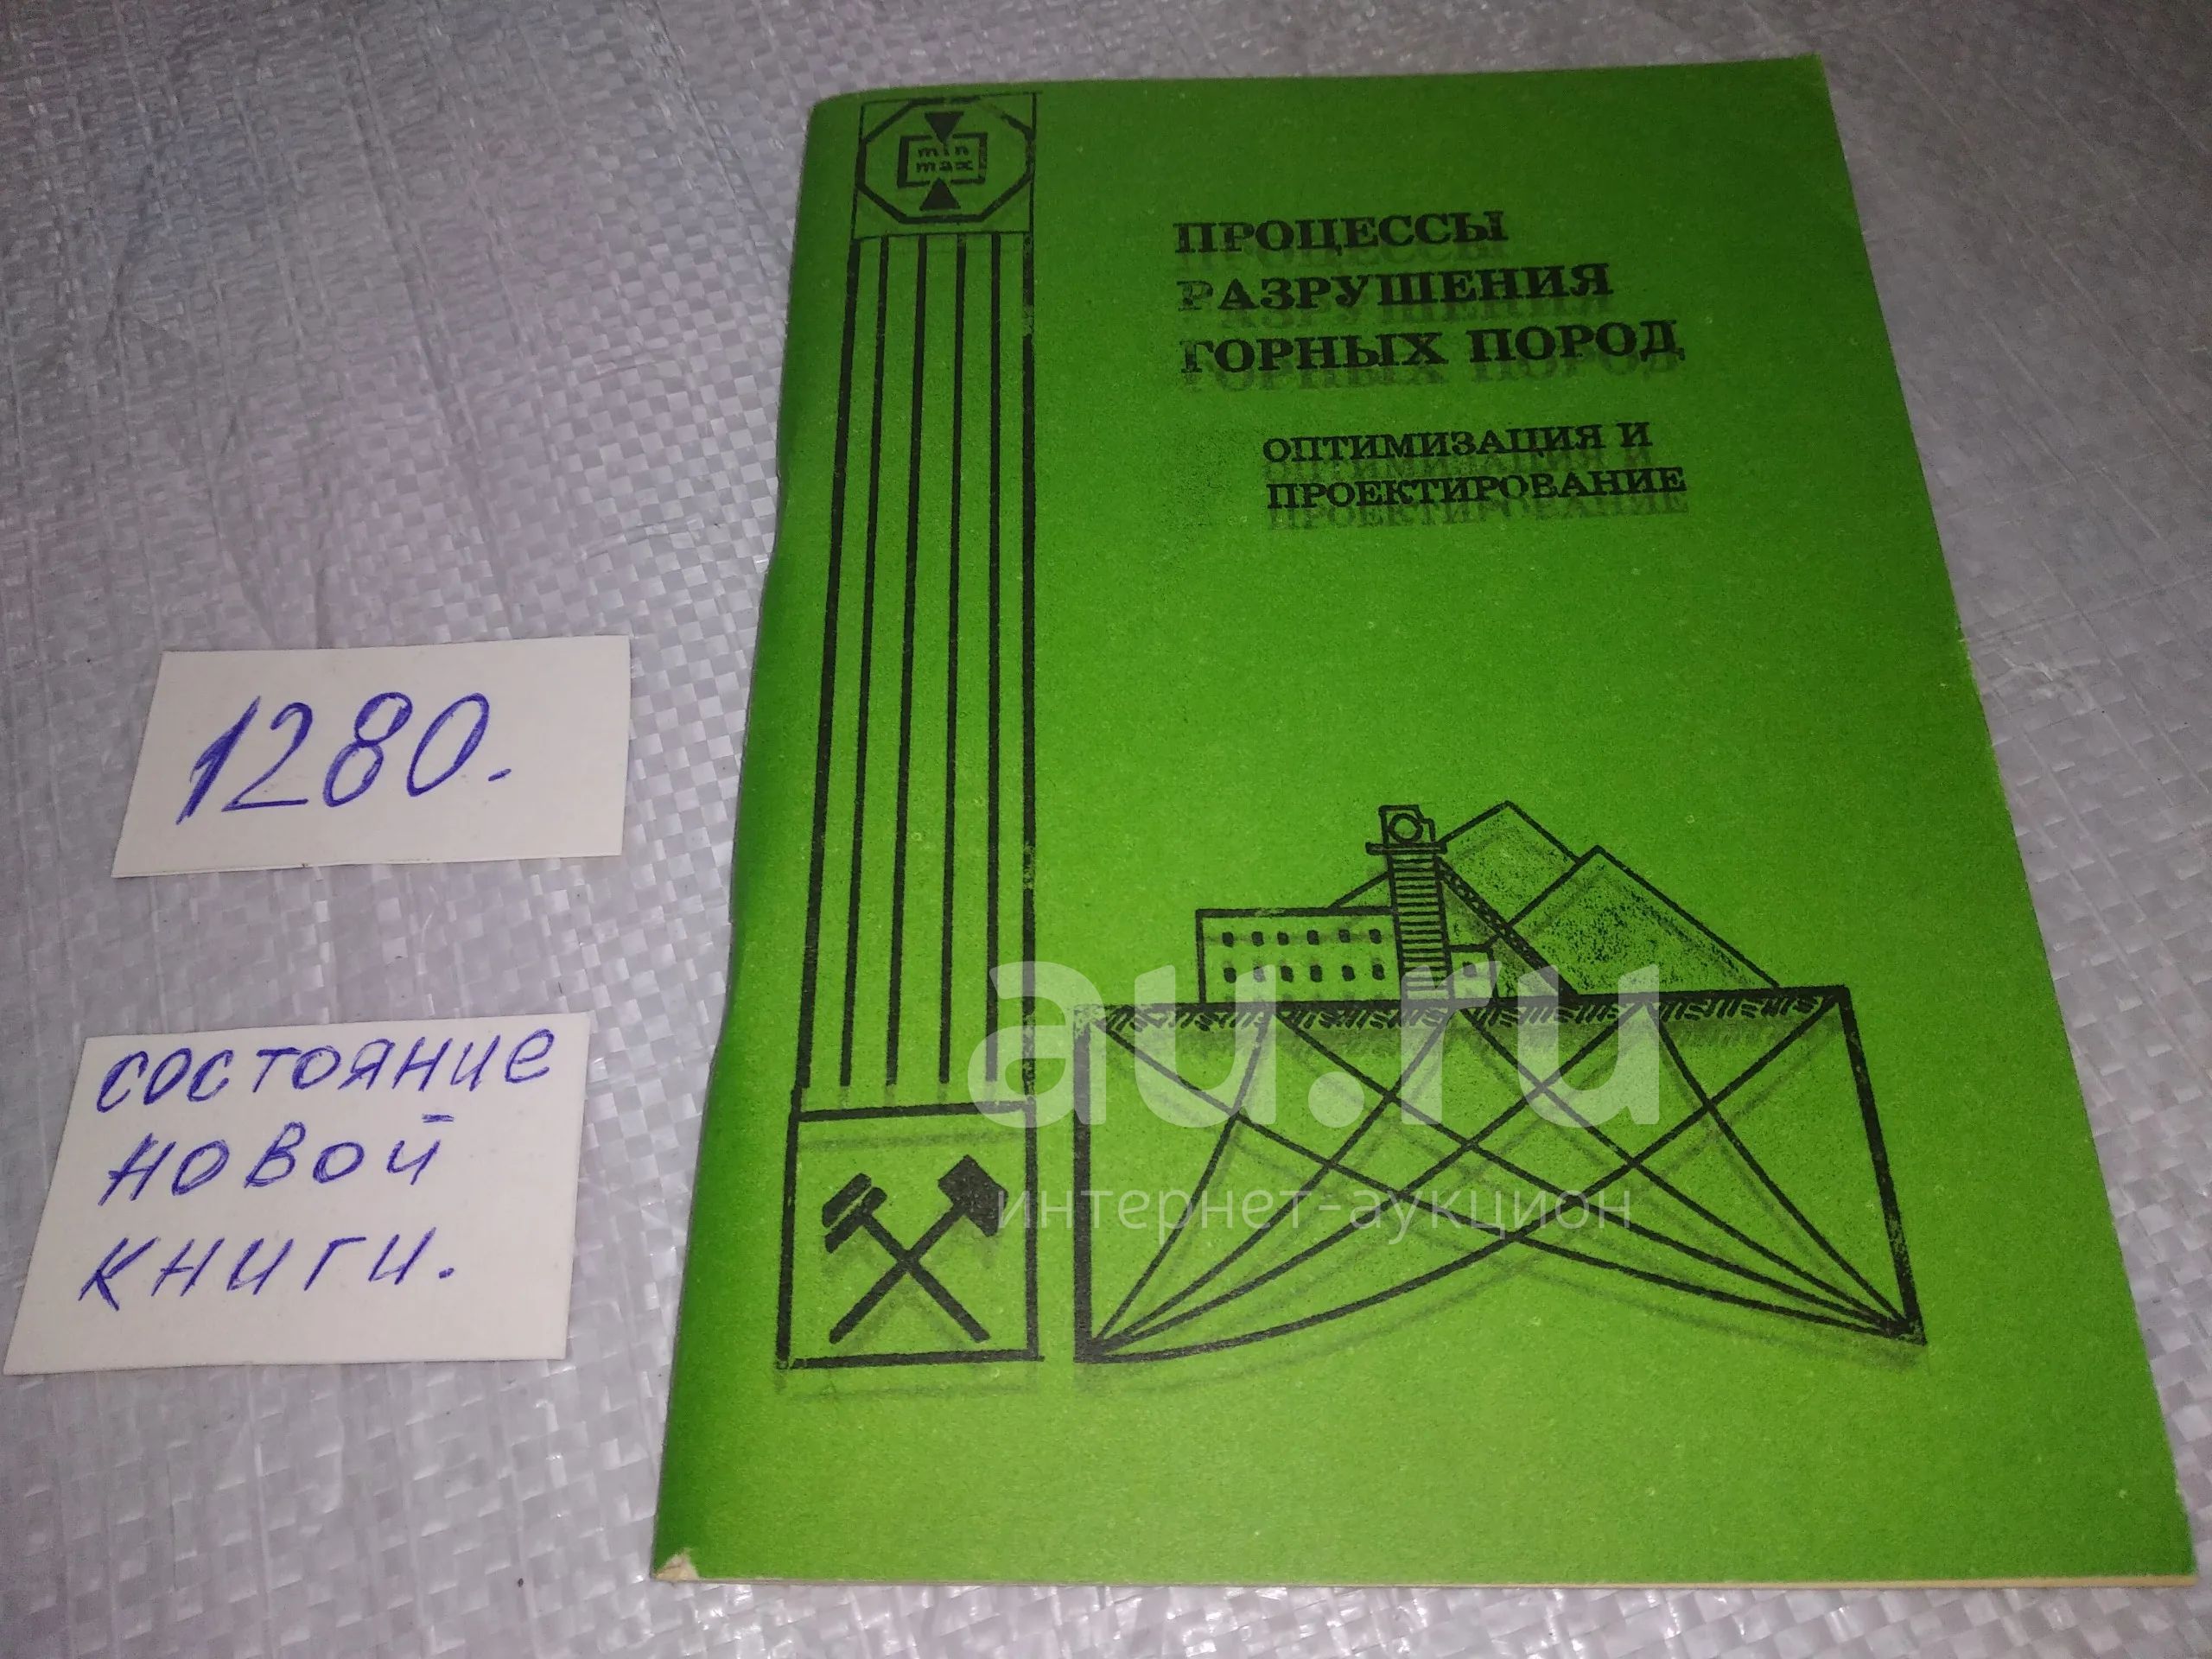 min
max
ПРОЦЕССЫ
РАЗРУШЕНИЯ
ГОРНЫХ ПОРОД
ОПТИМИЗАЦИЯ И
ПРОЕКТИРОВАНИЕ
1280.
состояние
новой
книги.
au.ru
интернет-аукцион